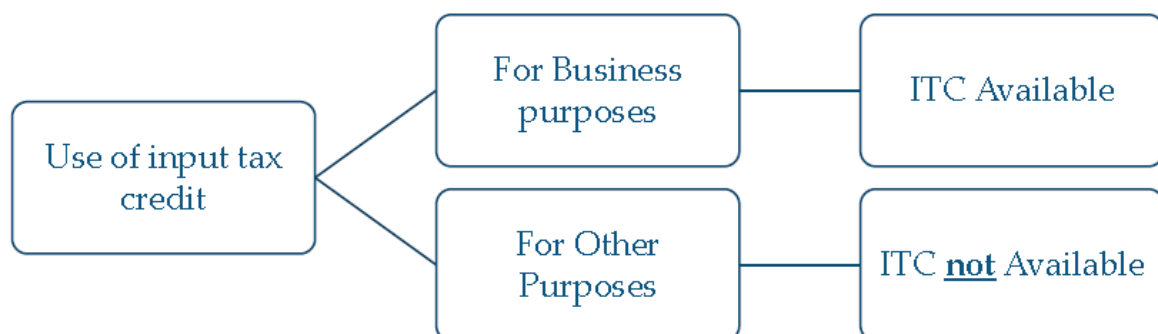 Use of input tax
credit
For Business
purposes
ITC Available
For Other
Purposes
ITC not Available